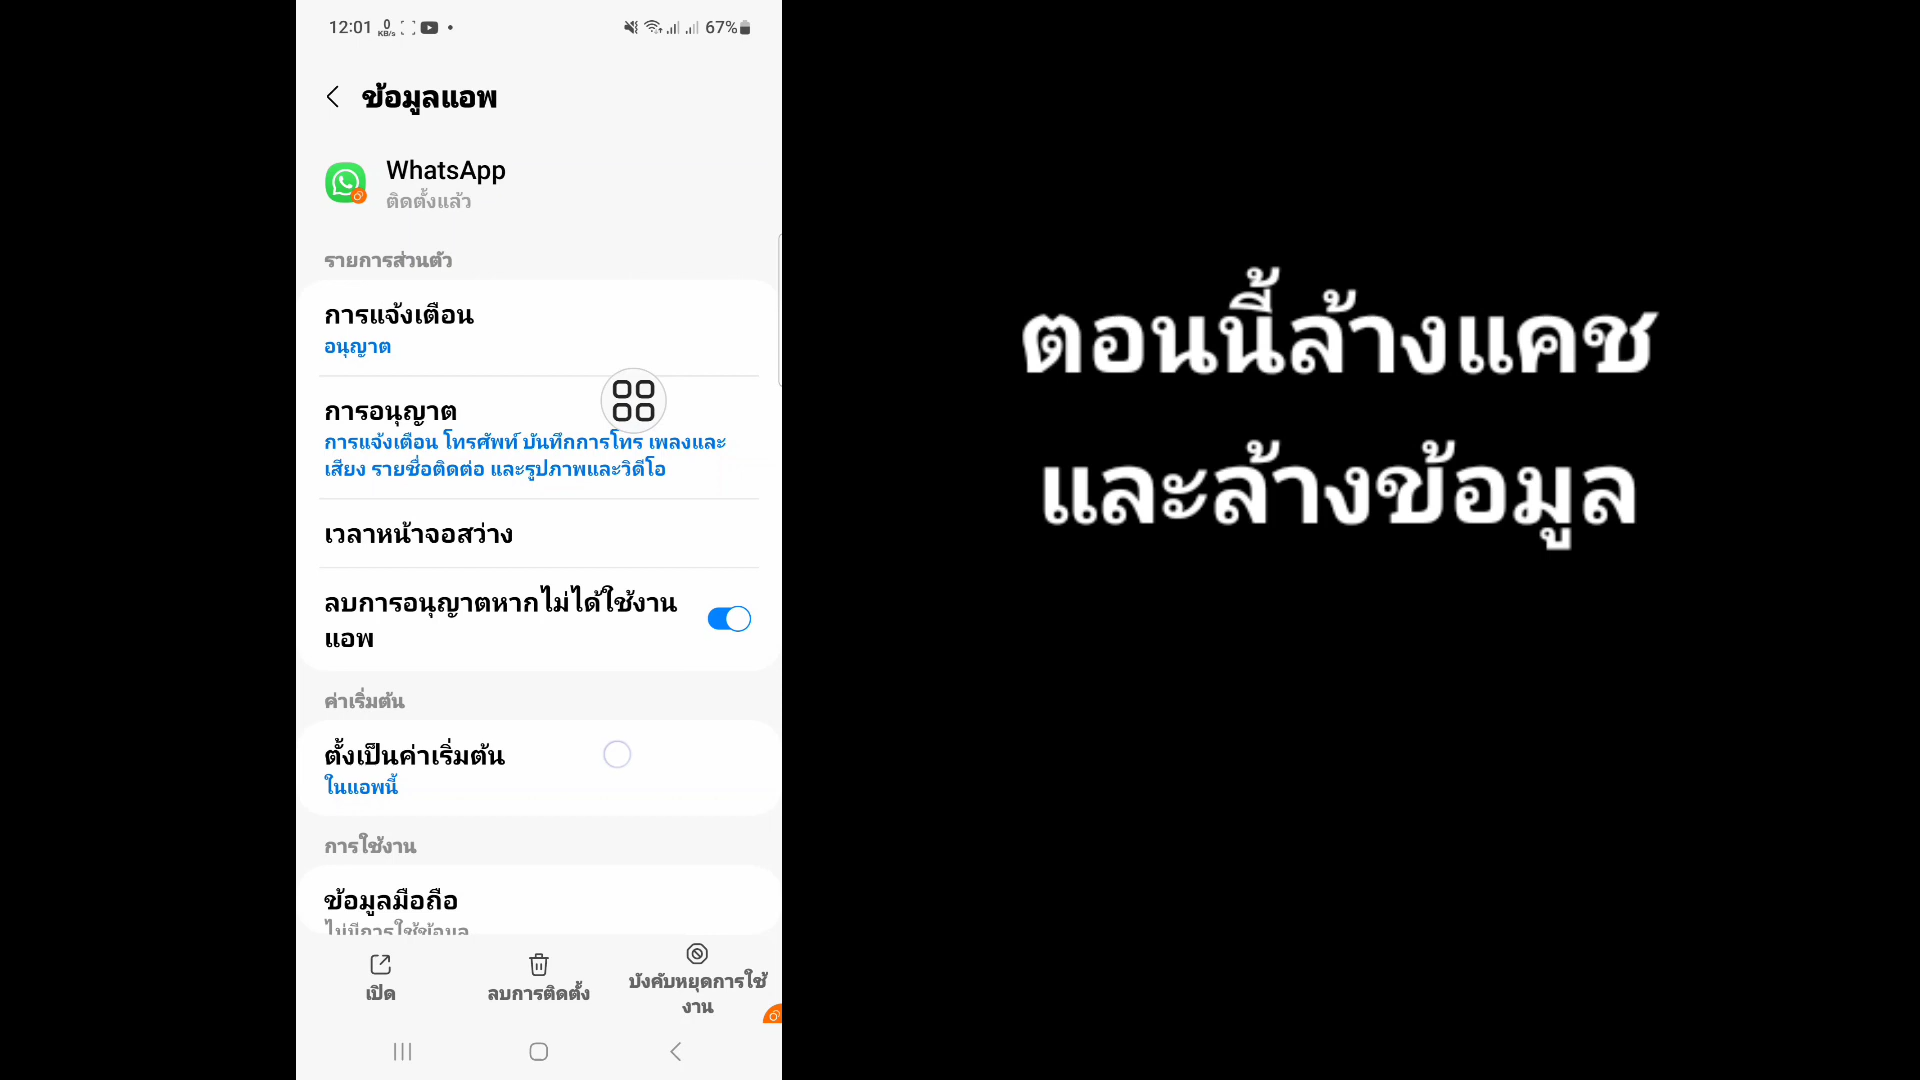 12:01 0 KB/s 67%
ข้อมูลแอพ
WhatsApp
ติดตั้งแล้ว
รายการส่วนตัว
การแจ้งเตือน
อนุญาต
การอนุญาต
การแจ้งเตือน โทรศัพท์ บันทึกการโทร เพลงและ
เสียง รายชื่อติดต่อ และรูปภาพและวิดีโอ
เวลาหน้าจอสว่าง
ลบการอนุญาตหากไม่ได้ใช้งาน
แอพ
ค่าเริ่มต้น
ตั้งเป็นค่าเริ่มต้น
ในแอพนี้
การใช้งาน
ข้อมูลมือถือ
ไม่มีการใช้ข้อมูล
เปิด
ลบการติดตั้ง
บังคับหยุดการใช้
งาน
ตอนนี้ล้างแคช
และล้างข้อมูล